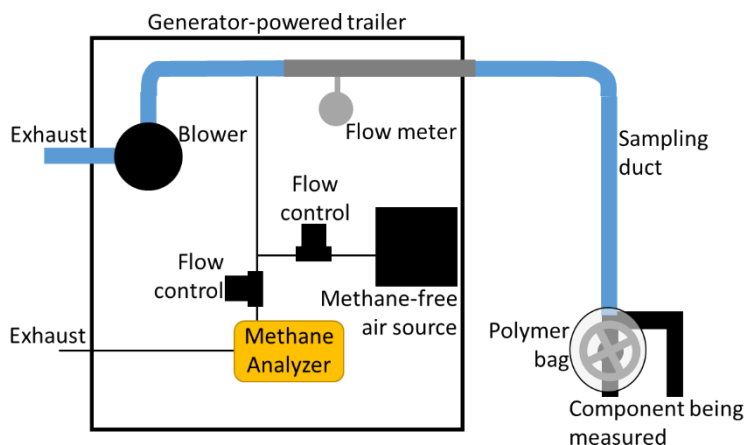 Generator-powered trailer
Exhaust
Blower
Flow meter
Sampling
duct
Flow
control
Flow
control
Methane-free
air source
Exhaust
Methane
Analyzer
Polymer
bag
Component being
measured